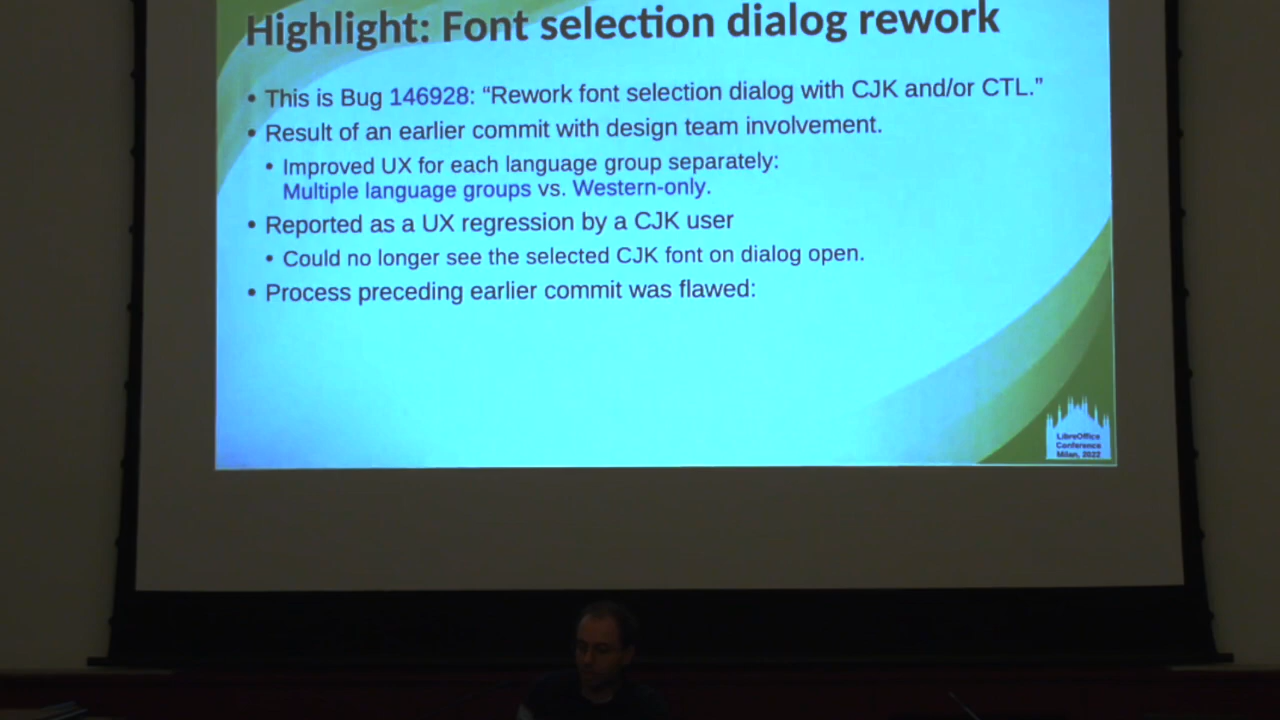 Highlight: Font selection dialog rework
• This is Bug 146928: “Rework font selection dialog with CJK and/or CTL.”
• Result of an earlier commit with design team involvement.
• Improved UX for each language group separately:
Multiple language groups vs. Western-only.
• Reported as a UX regression by a CJK user
• Could no longer see the selected CJK font on dialog open.
• Process preceding earlier commit was flawed:
LibreOffice
Conference
Milan, 2022